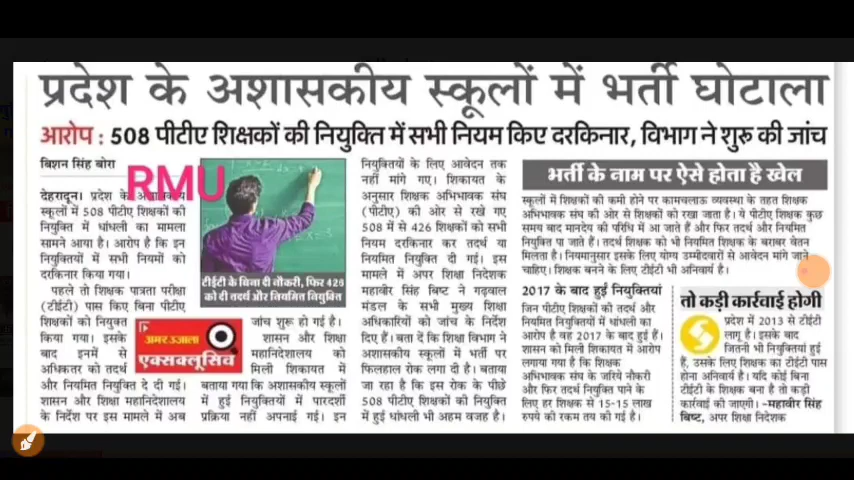 प्रदेश के अशासकीय स्कूलों में भर्ती घोटाला
आरोप : 508 पीटीए शिक्षकों की नियुक्ति में सभी नियम किए दरकिनार, विभाग ने शुरू की जांच
बिशन सिंह बोरा
RMU
देहरादून। प्रदेश के अशासकीय
स्कूलों में 508 पीटीए शिक्षकों की
नियुक्ति में धांधली का मामला
सामने आया है। आरोप है कि इन
नियुक्तियों में सभी नियमों को
दरकिनार किया गया।
पहले तो शिक्षक पात्रता परीक्षा
(टीईटी) पास किए बिना पीटीए
शिक्षकों को नियुक्त
किया गया। इसके
बाद इनमें से
अधिकतर को तदर्थ
और नियमित नियुक्ति दे दी गई।
शासन और शिक्षा महानिदेशालय
के निर्देश पर इस मामले में अब
टीईटी के बिना दी नौकरी, फिर 426
को दी तदर्थ और नियमित नियुक्ति
अमर उजाला
एक्सक्लूसिव
जांच शुरू हो गई है।
शासन और शिक्षा
महानिदेशालय को
मिली शिकायत में
बताया गया कि अशासकीय स्कूलों
में हुई नियुक्तियों में पारदर्शी
प्रक्रिया नहीं अपनाई गई। इन
नियुक्तियों के लिए आवेदन तक
नहीं मांगे गए। शिकायत के
अनुसार शिक्षक अभिभावक संघ
(पीटीए) की ओर से रखे गए
508 में से 426 शिक्षकों को सभी
नियम दरकिनार कर तदर्थ या
नियमित नियुक्ति दी गई। इस
मामले में अपर शिक्षा निदेशक
महावीर सिंह बिष्ट ने गढ़वाल
मंडल के सभी मुख्य शिक्षा
अधिकारियों को जांच के निर्देश
दिए हैं। बता दें कि शिक्षा विभाग ने
अशासकीय स्कूलों में भर्ती पर
फिलहाल रोक लगा दी है। बताया
जा रहा है कि इस रोक के पीछे
508 पीटीए शिक्षकों की नियुक्ति
में हुई धांधली भी अहम वजह है।
भर्ती के नाम पर ऐसे होता है खेल
स्कूलों में शिक्षकों की कमी होने पर कामचलाऊ व्यवस्था के तहत शिक्षक
अभिभावक संघ की ओर से शिक्षकों को रखा जाता है। ये पीटीए शिक्षक कुछ
समय बाद मानदेय की परिधि में आ जाते हैं और फिर तदर्थ और नियमित
नियुक्ति पा जाते हैं। तदर्थ शिक्षक को भी नियमित शिक्षक के बराबर वेतन
मिलता है। नियमानुसार इसके लिए योग्य उम्मीदवारों से आवेदन मांगे जाने
चाहिए। शिक्षक बनने के लिए टीईटी भी अनिवार्य है।
2017 के बाद हुई नियुक्तियां
जिन पीटीए शिक्षकों की तदर्थ और
नियमित नियुक्तियों में धांधली का
आरोप है वह 2017 के बाद हुई हैं।
शासन को मिली शिकायत में आरोप
लगाया गया है कि शिक्षक
अभिभावक संघ के जरिये नौकरी
और फिर तदर्थ नियुक्ति पाने के
लिए हर शिक्षक से 15-15 लाख
रुपये की रकम तय की गई है।
तो कड़ी कार्रवाई होगी
प्रदेश में 2013 से टीईटी
लागू है। इसके बाद
जितनी भी नियुक्तियां हुई
हैं, उसके लिए शिक्षक का टीईटी पास
होना अनिवार्य है। यदि कोई बिना
टीईटी के शिक्षक बना है तो कड़ी
कार्रवाई की जाएगी। -महावीर सिंह
बिष्ट, अपर शिक्षा निदेशक